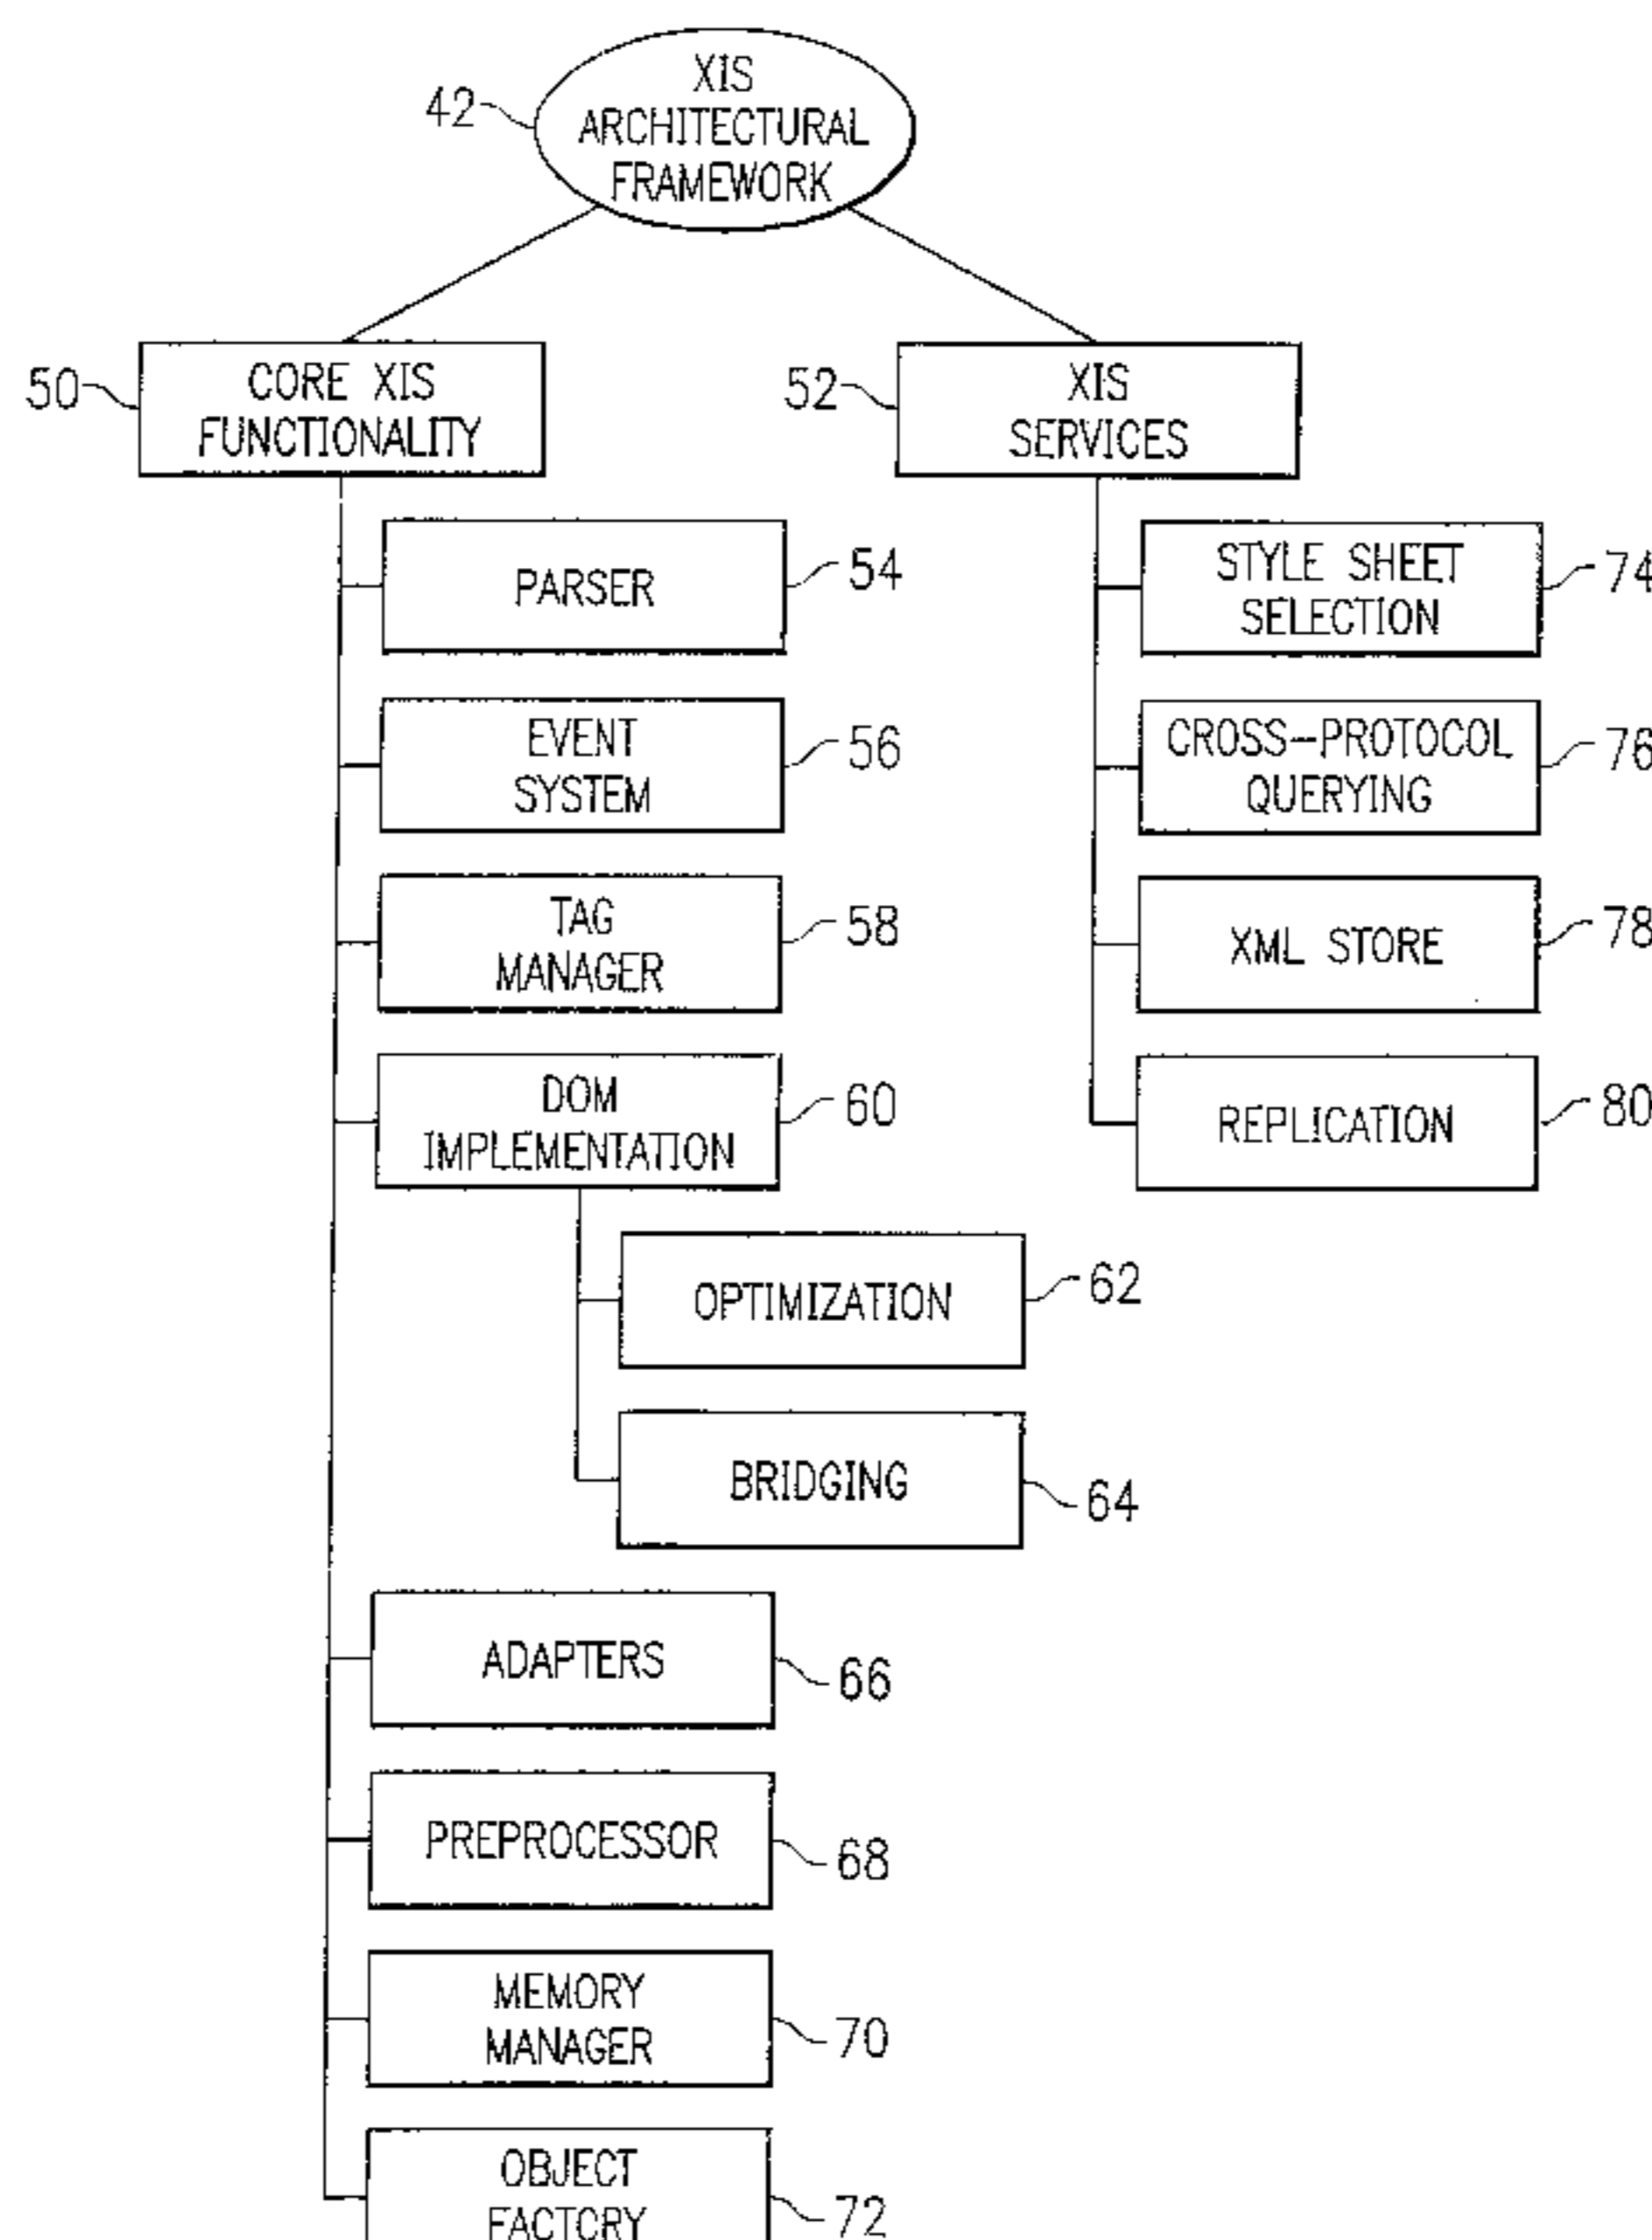 42
XIS
ARCHITECTURAL
FRAMEWORK
50
CORE XIS
FUNCTIONALITY
52
XIS
SERVICES
PARSER
54
STYLE SHEET
SELECTION
74
EVENT
SYSTEM
56
CROSS-PROTOCOL
QUERYING
76
TAG
MANAGER
58
XML STORE
78
DOM
IMPLEMENTATION
60
REPLICATION
80
OPTIMIZATION
62
BRIDGING
64
ADAPTERS
66
PREPROCESSOR
68
MEMORY
MANAGER
70
OBJECT
FACTORY
72